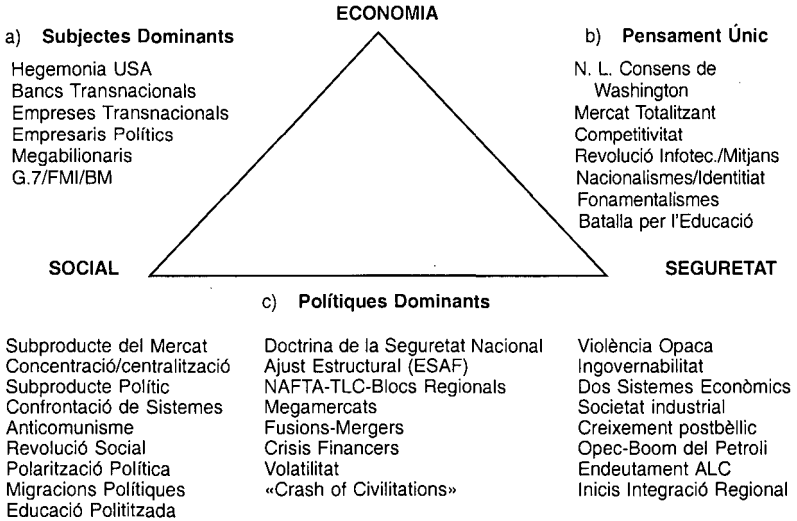 ECONOMIA
a) Subjectes Dominants
Hegemonia USA
Bancs Transnacionals
Empreses Transnacionals
Empresaris Polítics
Megabilionaris
G.7/FMI/BM
b) Pensament Únic
N. L. Consens de
Washington
Mercat Totalitzant
Competitivitat
Revolució Infotec./Mitjans
Nacionalismes/Identitiat
Fonamentalismes
Batalla per l'Educació
SOCIAL
SEGURETAT
c) Polítiques Dominants
Subproducte del Mercat
Concentració/centralització
Subproducte Polític
Confrontació de Sistemes
Anticomunisme
Revolució Social
Polarització Política
Migracions Polítiques
Educació Polititzada
Doctrina de la Seguretat Nacional
Ajust Estructural (ESAF)
NAFTA-TLC-Blocs Regionals
Megamercats
Fusions-Mergers
Crisis Financers
Volatilitat
«Crash of Civilitations»
Violència Opaca
Ingovernabilitat
Dos Sistemes Econòmics
Societat industrial
Creixement postbèl·lic
Opec-Boom del Petroli
Endeutament ALC
Inicis Integració Regional